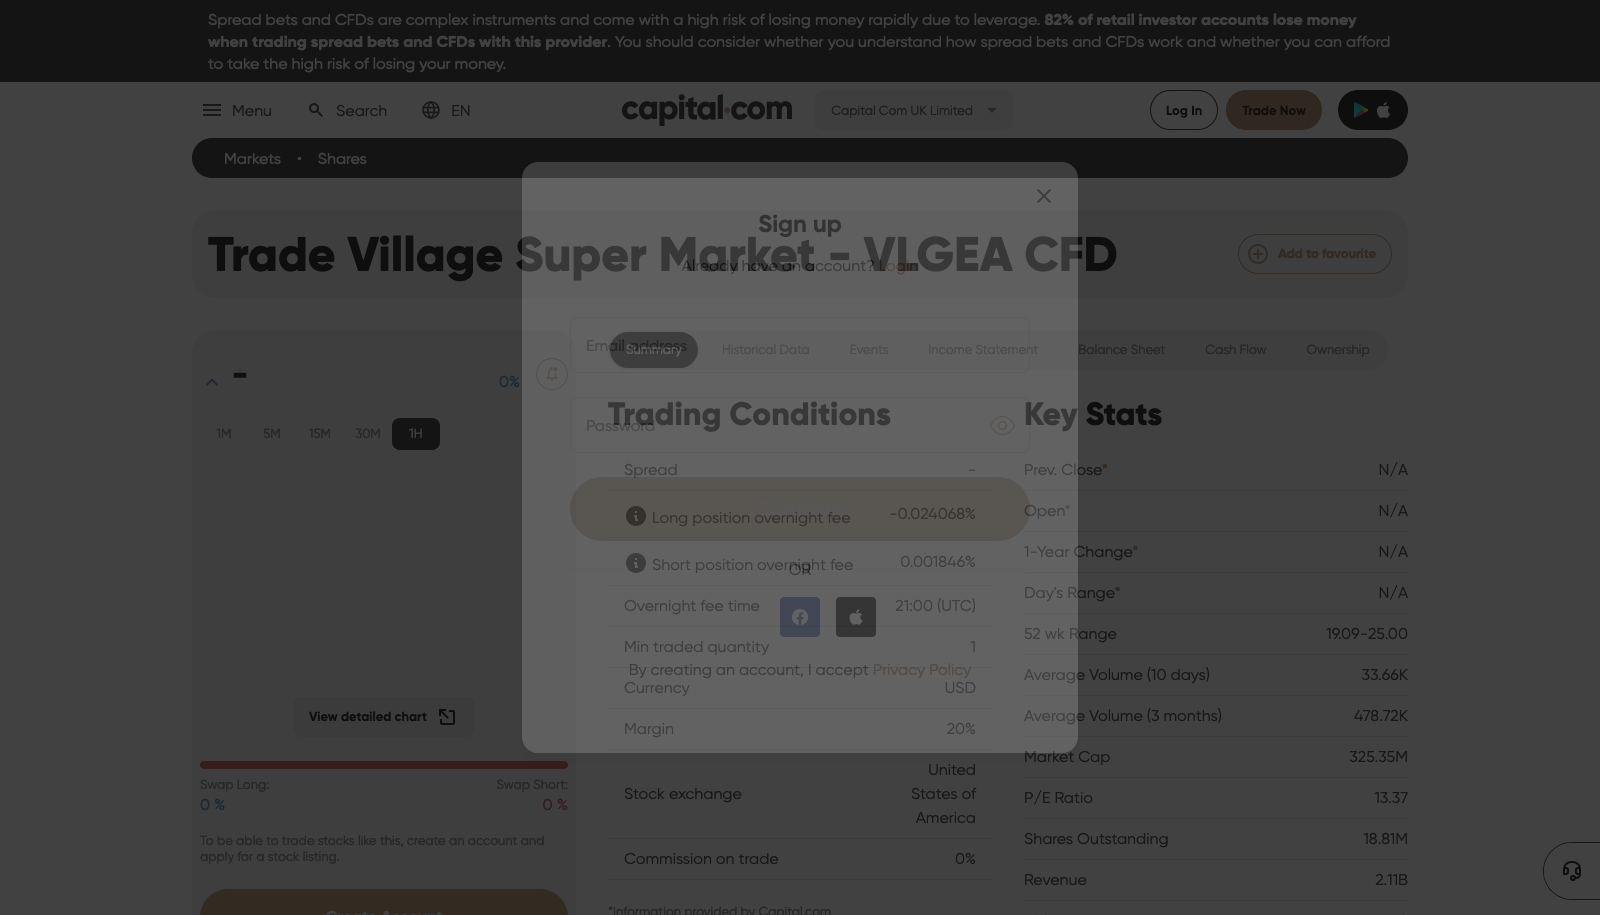 Spread bets and CFDs are complex instruments and come with a high risk of losing money rapidly due to leverage. 82% of retail investor accounts lose money
when trading spread bets and CFDs with this provider. You should consider whether you understand how spread bets and CFDs work and whether you can afford
to take the high risk of losing your money.
Menu
Search
EN
capital.com
Capital Com UK Limited
Log In
Trade Now
Markets • Shares
Sign up
Trade Village Super Market - VLGEA CFD
Add to favourite
Already have an account? Login
Email address
Summary
Historical Data
Events
Income Statement
Balance Sheet
Cash Flow
Ownership
0%
1M
5M
15M
30M
1H
Password
Trading Conditions
Spread -
Long position overnight fee -0.024068%
Short position overnight fee 0.001846%
OR
Overnight fee time 21:00 (UTC)
Min traded quantity 1
By creating an account, I accept Privacy Policy
Currency USD
Margin 20%
Stock exchange
United
States of
America
Commission on trade 0%
*Information provided by Capital.com
Key Stats
Prev. Close* N/A
Open* N/A
1-Year Change* N/A
Day's Range* N/A
52 wk Range 19.09-25.00
Average Volume (10 days) 33.66K
Average Volume (3 months) 478.72K
Market Cap 325.35M
P/E Ratio 13.37
Shares Outstanding 18.81M
Revenue 2.11B
View detailed chart
Swap Long:
0 %
Swap Short:
0 %
To be able to trade stocks like this, create an account and
apply for a stock listing.
Create Account